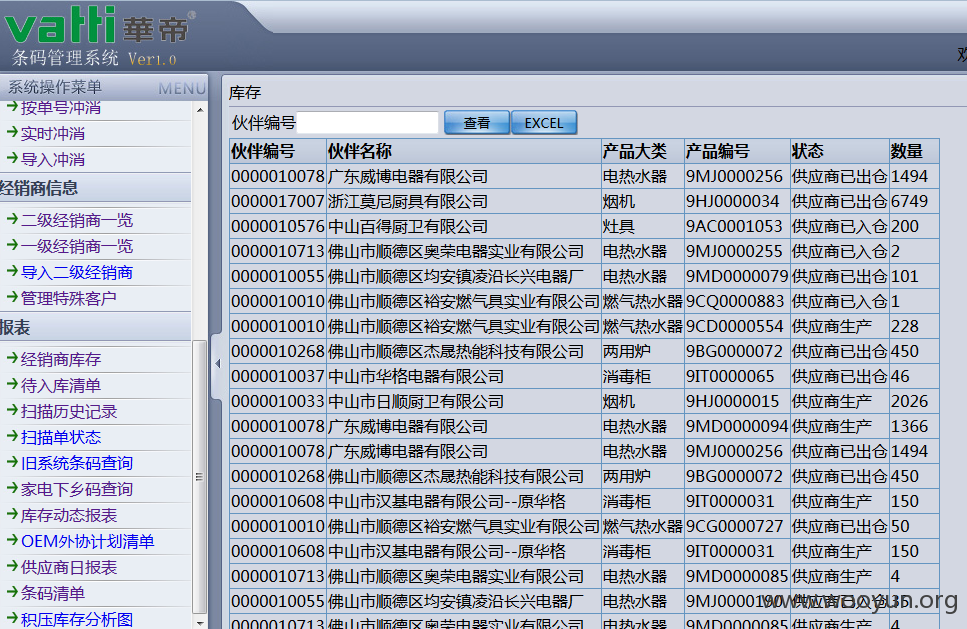 vatti 華帝®
条码管理系统 Ver1.0
系统操作菜单 MENU
按单号冲消
实时冲消
导入冲消
经销商信息
二级经销商一览
一级经销商一览
导入二级经销商
管理特殊客户
报表
经销商库存
待入库清单
扫描历史记录
扫描单状态
旧系统条码查询
家电下乡码查询
库存动态报表
OEM外协计划清单
供应商日报表
条码清单
积压库存分析图
库存
伙伴编号 查看 EXCEL
伙伴编号 伙伴名称 产品大类 产品编号 状态 数量
0000010078 广东威博电器有限公司 电热水器 9MJ0000256 供应商已出仓 1494
0000017007 浙江莫尼厨具有限公司 烟机 9HJ0000034 供应商已出仓 6749
0000010576 中山百得厨卫有限公司 灶具 9AC0001053 供应商已入仓 200
0000010713 佛山市顺德区奥荣电器实业有限公司 电热水器 9MJ0000255 供应商已入仓 2
0000010055 佛山市顺德区均安镇凌沿长兴电器厂 电热水器 9MD0000079 供应商已出仓 101
0000010010 佛山市顺德区裕安燃气具实业有限公司 燃气热水器 9CQ0000883 供应商已入仓 1
0000010010 佛山市顺德区裕安燃气具实业有限公司 燃气热水器 9CD0000554 供应商生产 228
0000010268 佛山市顺德区杰晟热能科技有限公司 两用炉 9BG0000072 供应商已出仓 450
0000010037 中山市华格电器有限公司 消毒柜 9IT0000065 供应商已出仓 46
0000010033 中山市日顺厨卫有限公司 烟机 9HJ0000015 供应商生产 2026
0000010078 广东威博电器有限公司 电热水器 9MD0000094 供应商生产 1366
0000010078 广东威博电器有限公司 电热水器 9MJ0000256 供应商已出仓 1494
0000010268 佛山市顺德区杰晟热能科技有限公司 两用炉 9BG0000072 供应商已出仓 450
0000010608 中山市汉基电器有限公司--原华格 消毒柜 9IT0000031 供应商生产 150
0000010010 佛山市顺德区裕安燃气具实业有限公司 燃气热水器 9CG0000727 供应商已出仓 50
0000010608 中山市汉基电器有限公司--原华格 消毒柜 9IT0000031 供应商生产 150
0000010713 佛山市顺德区奥荣电器实业有限公司 电热水器 9MD0000085 供应商生产 4
0000010055 佛山市顺德区均安镇凌沿长兴电器厂 电热水器
0000010713 佛山市顺德区奥荣电器实业有限公司 电热水器 9MD0000085 供应商生产 4
www.wooyun.org